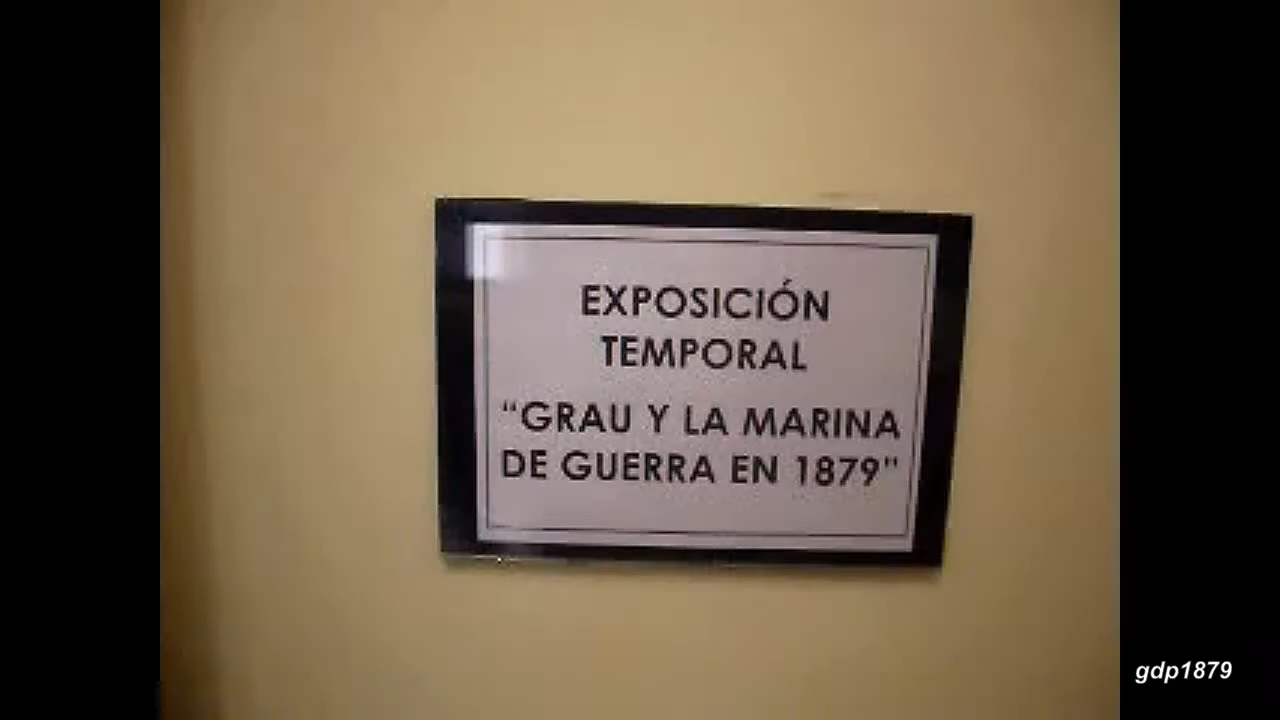 EXPOSICIÓN
TEMPORAL
“GRAU Y LA MARINA
DE GUERRA EN 1879”
gdp1879